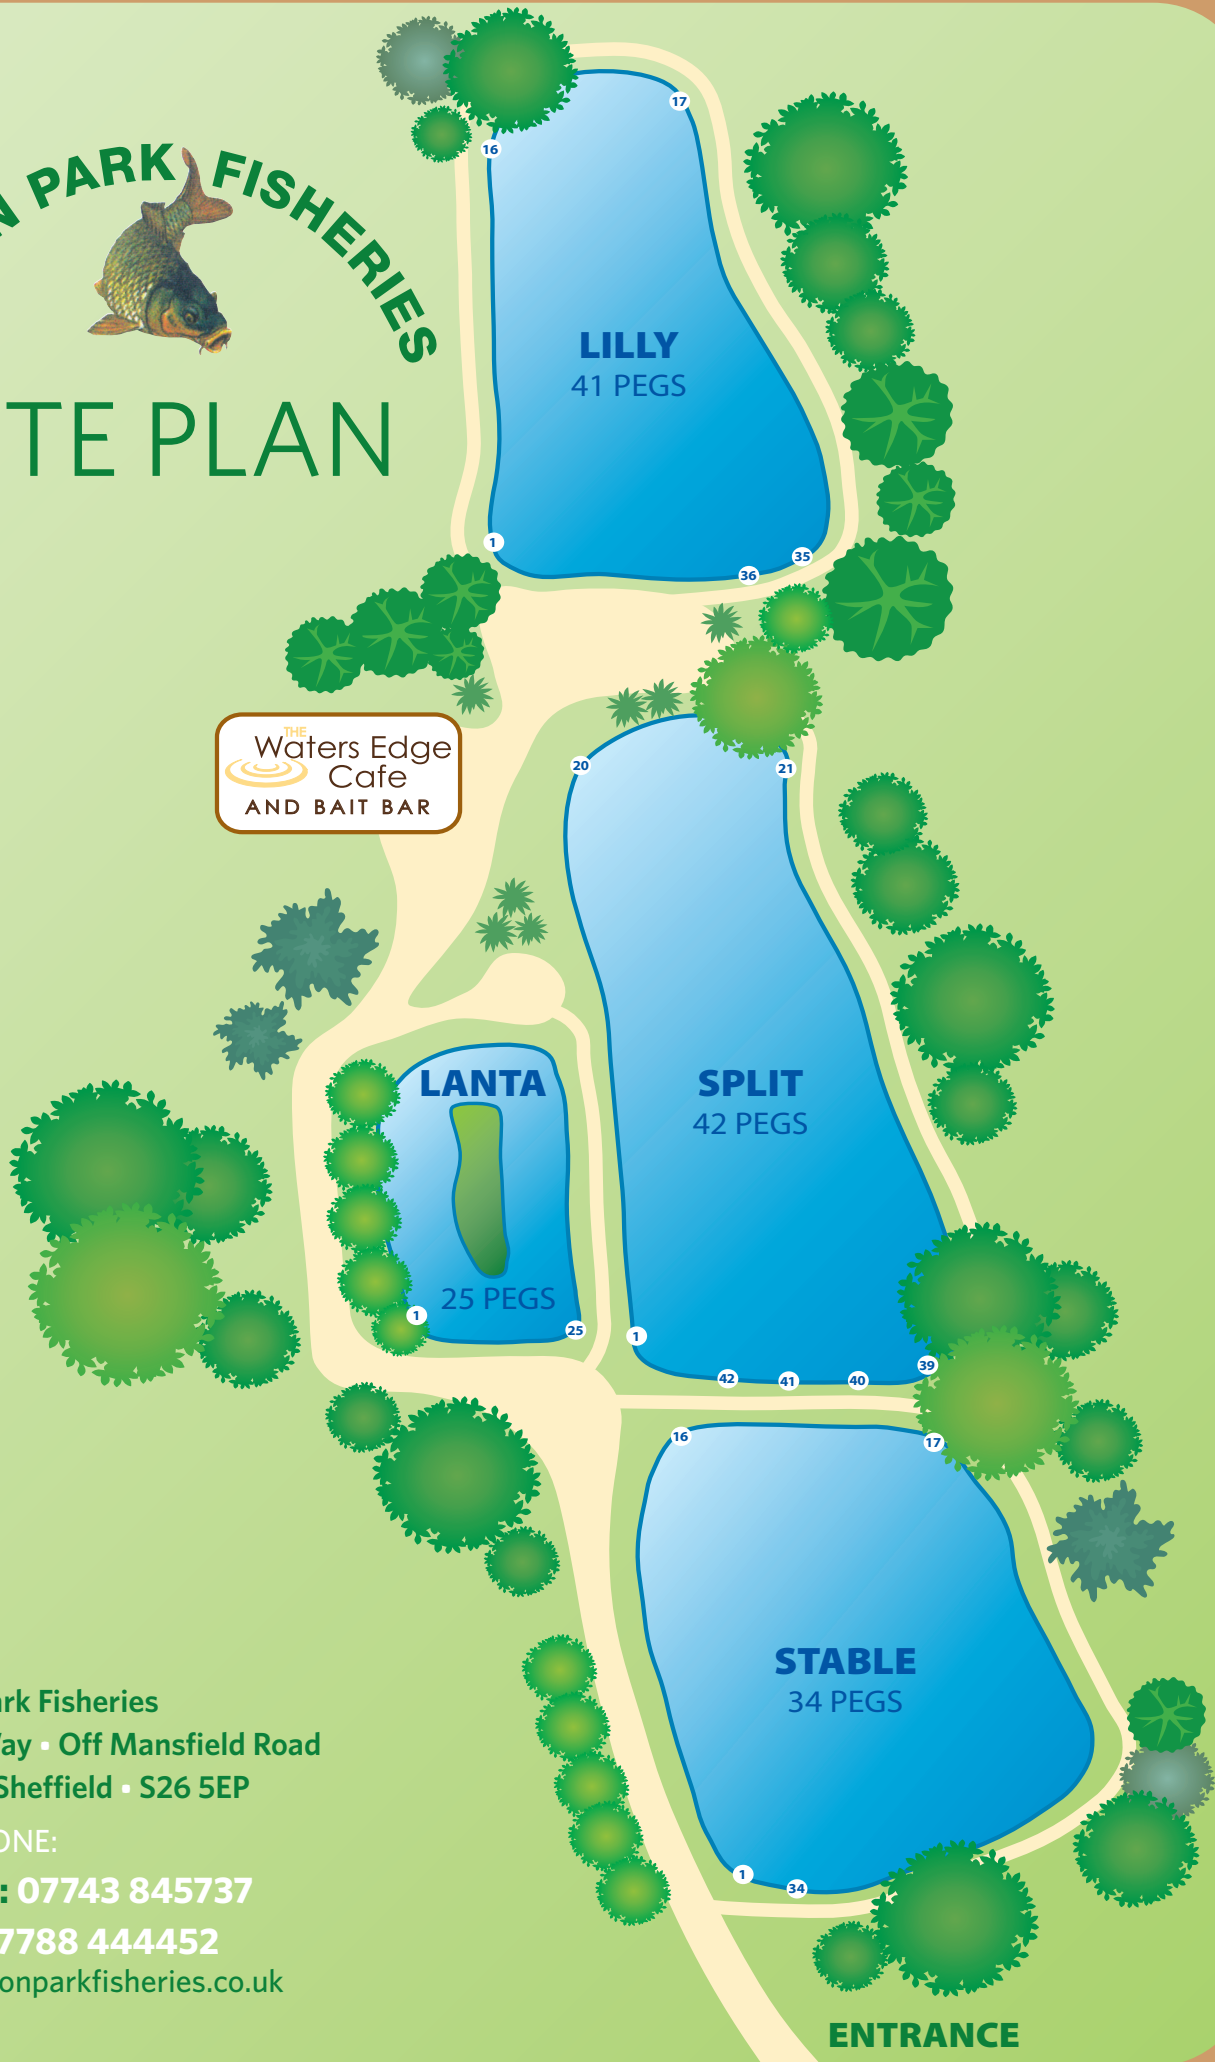 N PARK FISHERIES
TE PLAN
17
16
LILLY
41 PEGS
1
35
36
THE
Waters Edge
Cafe
AND BAIT BAR
20
21
LANTA
25 PEGS
1
25
SPLIT
42 PEGS
1
42
41
40
39
16
17
STABLE
34 PEGS
1
34
ark Fisheries
Way • Off Mansfield Road
Sheffield • S26 5EP
ONE:
: 07743 845737
7788 444452
onparkfisheries.co.uk
ENTRANCE